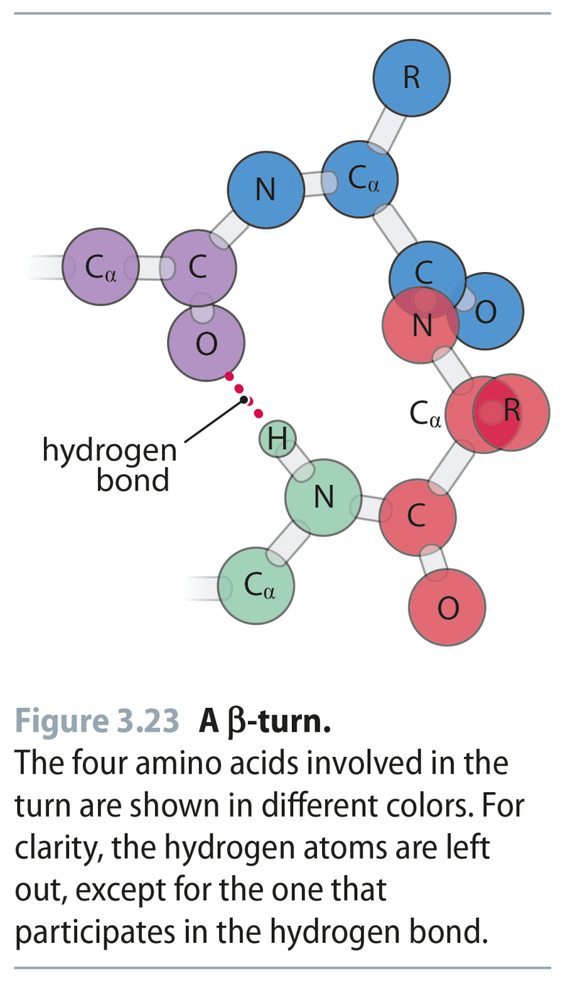 R
N
Cα
Cα
C
C
O
O
N
Cα
R
hydrogen
bond
H
N
C
Cα
O
Figure 3.23 A β-turn.
The four amino acids involved in the
turn are shown in different colors. For
clarity, the hydrogen atoms are left
out, except for the one that
participates in the hydrogen bond.